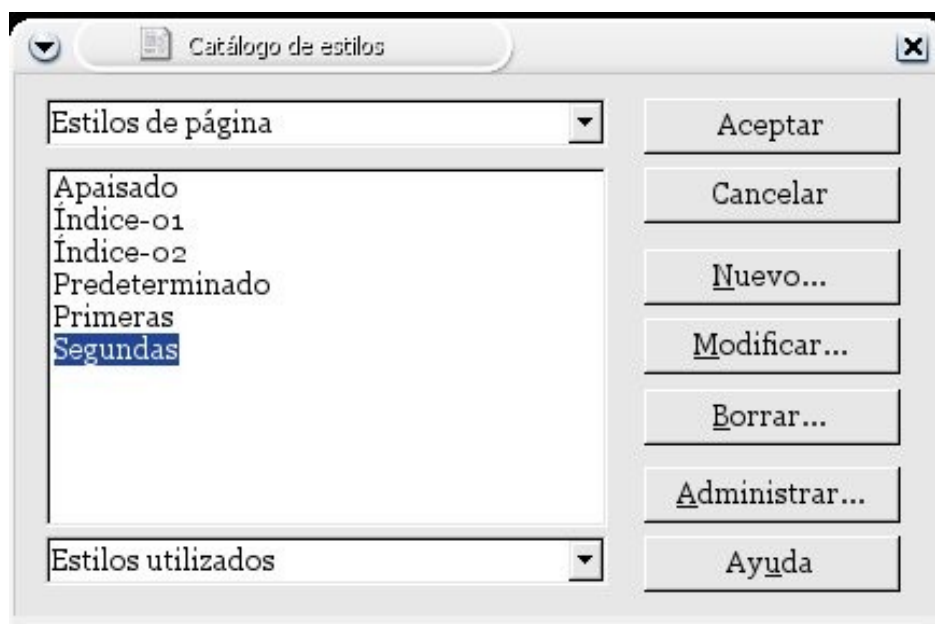 Catálogo de estilos
Estilos de página
Apaisado
Índice-01
Índice-02
Predeterminado
Primeras
Segundas
Estilos utilizados
Aceptar
Cancelar
Nuevo...
Modificar...
Borrar...
Administrar...
Ayuda